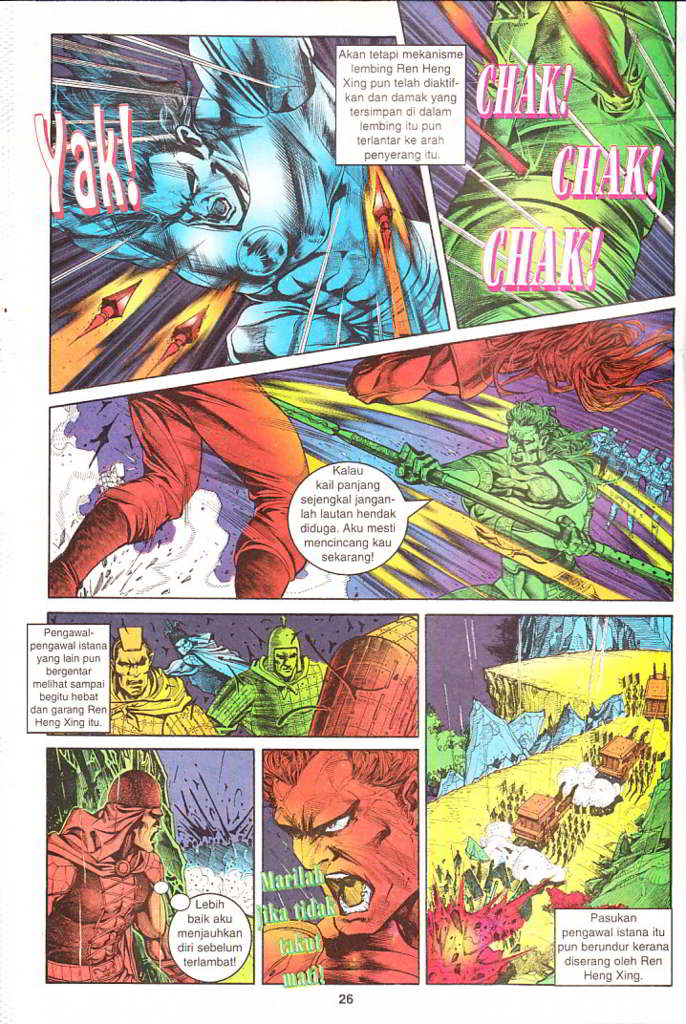 Yak!
Akan tetapi mekanisme
lembing Ren Heng
Xing pun telah diaktif-
kan dan damak yang
tersimpan di dalam
lembing itu pun
terlantar ke arah
penyerang itu.
CHAK!
CHAK!
CHAK!
Kalau
kail panjang
sejengkal jangan-
lah lautan hendak
diduga. Aku mesti
mencincang kau
sekarang!
Pengawal-
pengawal istana
yang lain pun
bergentar
melihat sampai
begitu hebat
dan garang Ren
Heng Xing itu.
Lebih
baik aku
menjauhkan
diri sebelum
terlambat!
Marilah
jika tidak
takut
mati!
Pasukan
pengawal istana itu
pun berundur kerana
diserang oleh Ren
Heng Xing.
26